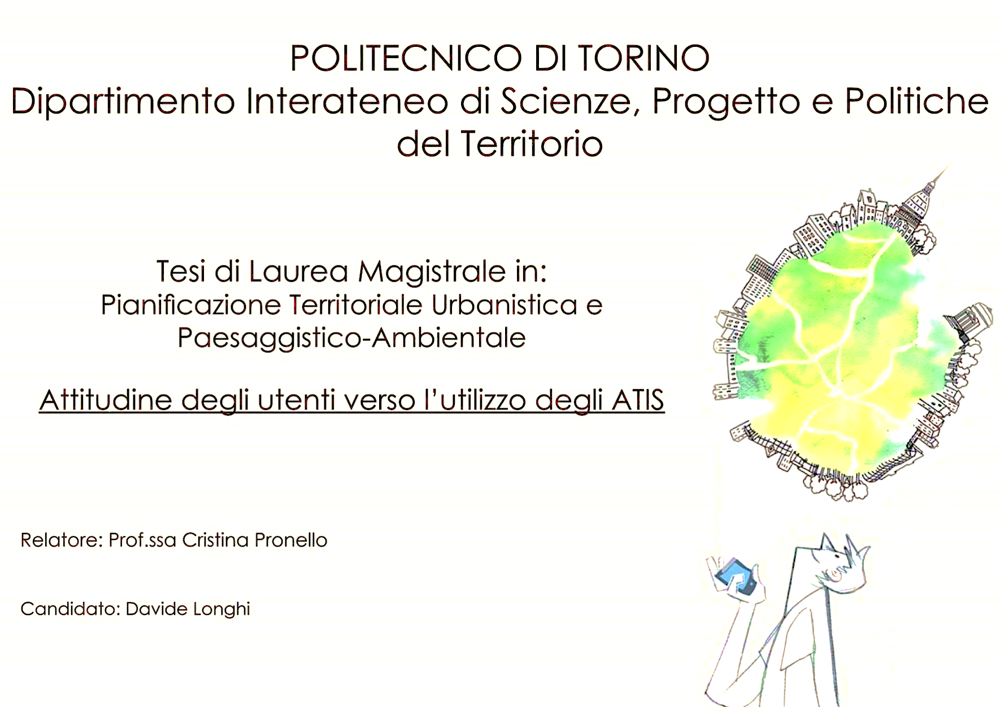 POLITECNICO DI TORINO
Dipartimento Interateneo di Scienze, Progetto e Politiche
del Territorio
Tesi di Laurea Magistrale in:
Pianificazione Territoriale Urbanistica e
Paesaggistico-Ambientale
Attitudine degli utenti verso l’utilizzo degli ATIS
Relatore: Prof.ssa Cristina Pronello
Candidato: Davide Longhi